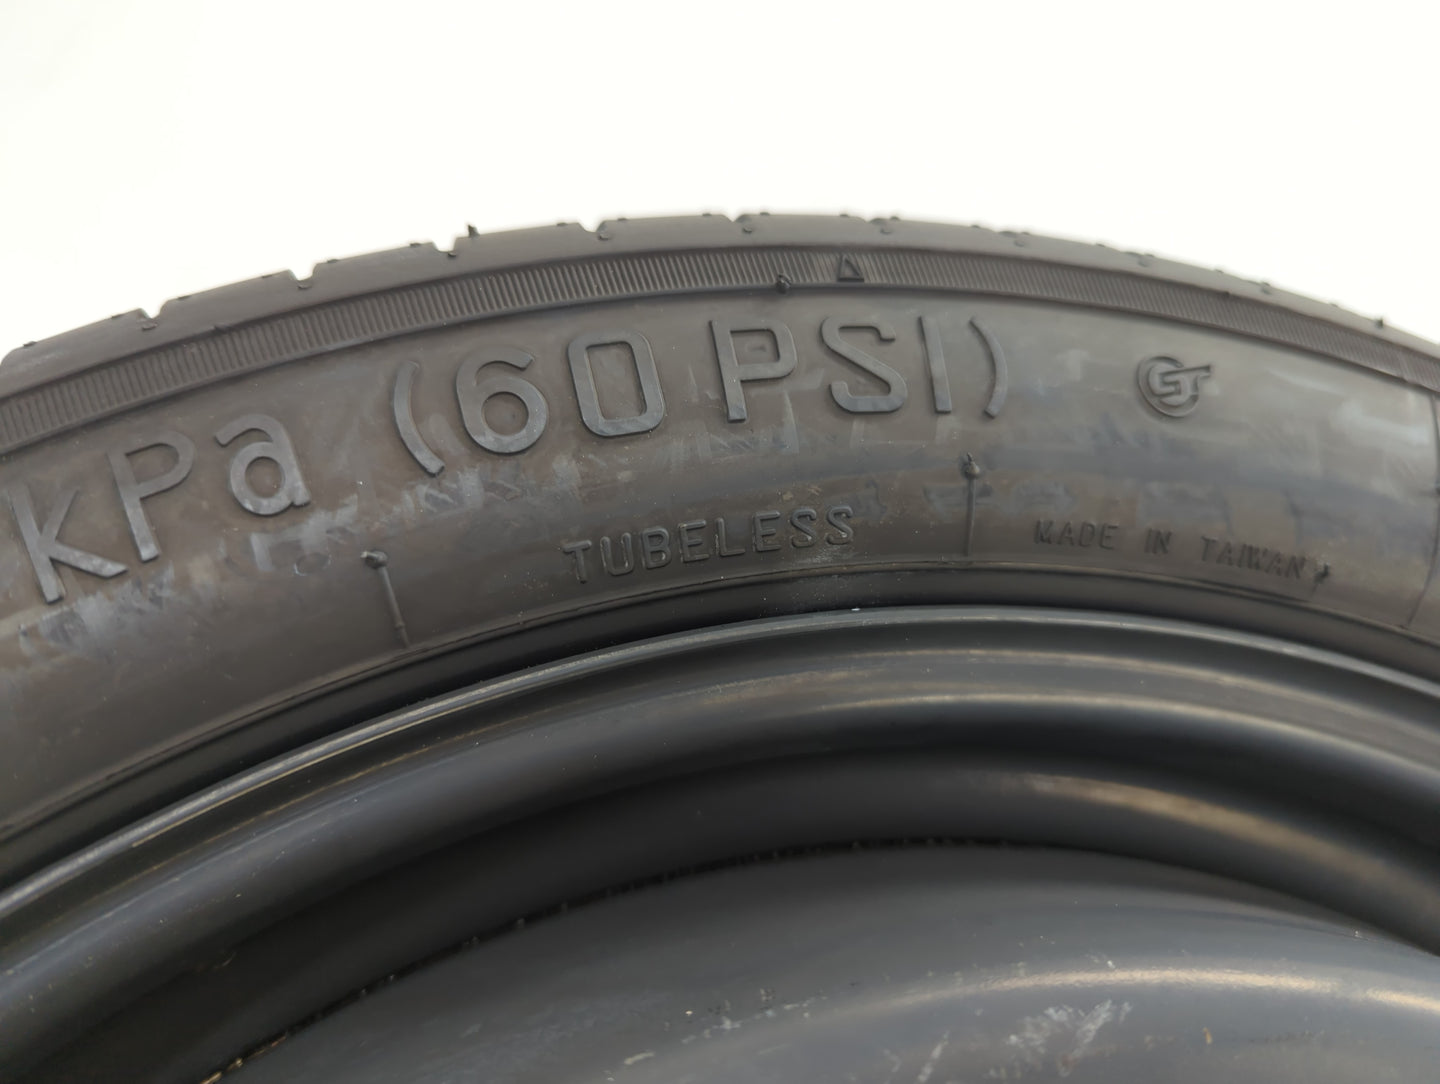 kPa (60 PSI)
TUBELESS
MADE IN TAIWAN